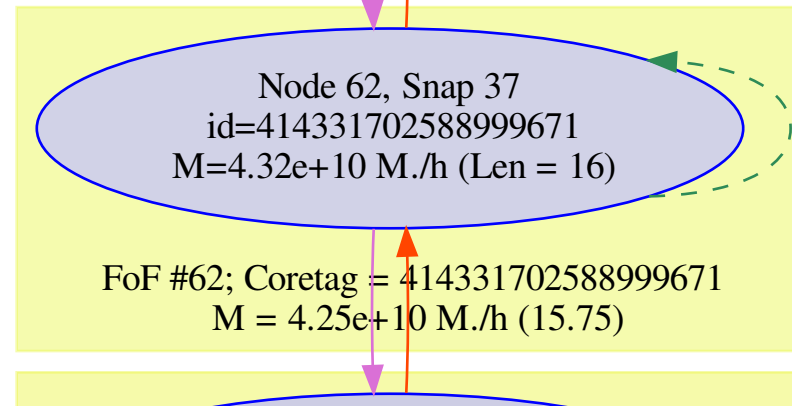 Node 62, Snap 37
id=414331702588999671
M=4.32e+10 M./h (Len = 16)
FoF #62; Coretag = 414331702588999671
M = 4.25e+10 M./h (15.75)